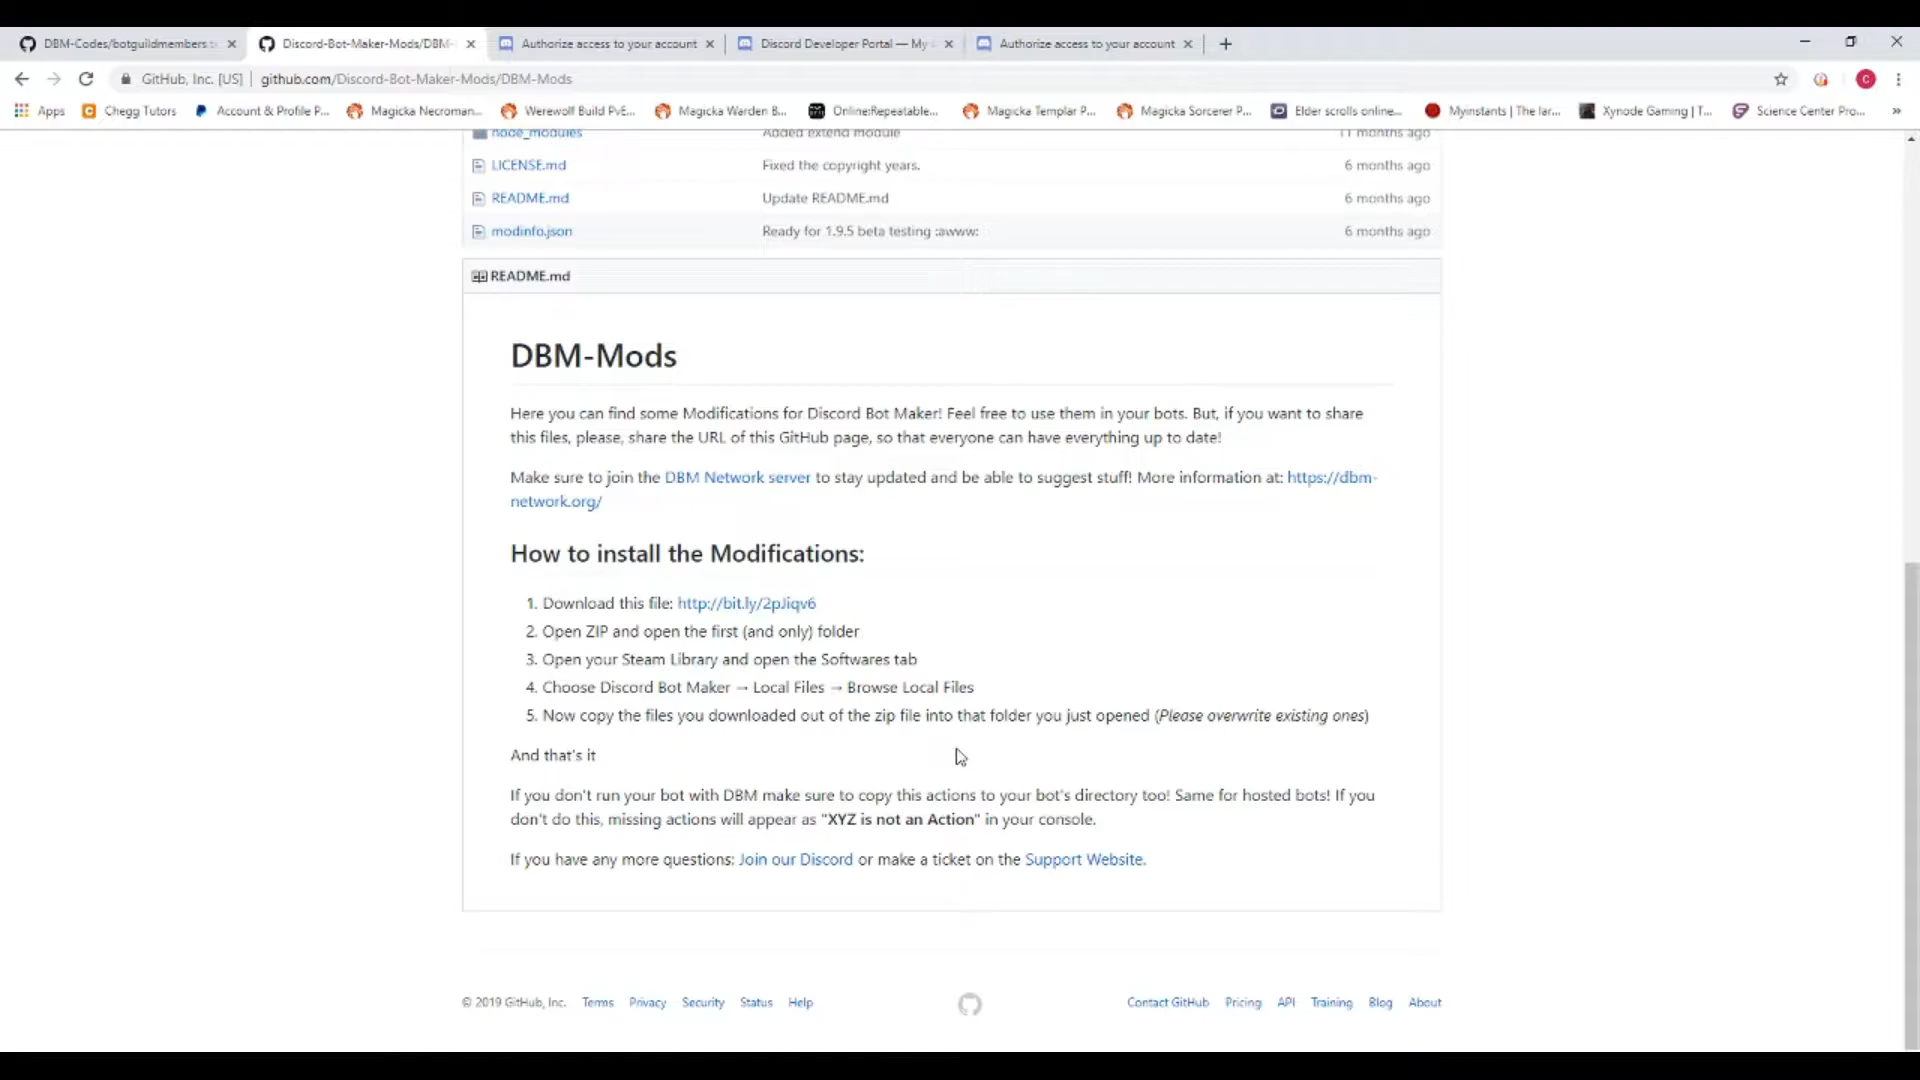 DBM-Codes/botguildmembers.t
Discord-Bot-Maker-Mods/DBM-
Authorize access to your account
Discord Developer Portal — My
Authorize access to your account
GitHub, Inc. [US] | github.com/Discord-Bot-Maker-Mods/DBM-Mods
C
Apps
Chegg Tutors
Account & Profile P...
Magicka Necroman...
Werewolf Build PvE...
Magicka Warden B...
Online:Repeatable...
Magicka Templar P...
Magicka Sorcerer P...
Elder scrolls online...
Myinstants | The lar...
Xynode Gaming | T...
Science Center Pro...
»
node_modules Added extend module 11 months ago
LICENSE.md Fixed the copyright years. 6 months ago
README.md Update README.md 6 months ago
modinfo.json Ready for 1.9.5 beta testing :awww: 6 months ago
README.md
DBM-Mods
Here you can find some Modifications for Discord Bot Maker! Feel free to use them in your bots. But, if you want to share
this files, please, share the URL of this GitHub page, so that everyone can have everything up to date!
Make sure to join the DBM Network server to stay updated and be able to suggest stuff! More information at: https://dbm-
network.org/
How to install the Modifications:
1. Download this file: http://bit.ly/2pJiqv6
2. Open ZIP and open the first (and only) folder
3. Open your Steam Library and open the Softwares tab
4. Choose Discord Bot Maker → Local Files → Browse Local Files
5. Now copy the files you downloaded out of the zip file into that folder you just opened (Please overwrite existing ones)
And that's it
If you don't run your bot with DBM make sure to copy this actions to your bot's directory too! Same for hosted bots! If you
don't do this, missing actions will appear as "XYZ is not an Action" in your console.
If you have any more questions: Join our Discord or make a ticket on the Support Website.
© 2019 GitHub, Inc. Terms Privacy Security Status Help
Contact GitHub Pricing API Training Blog About